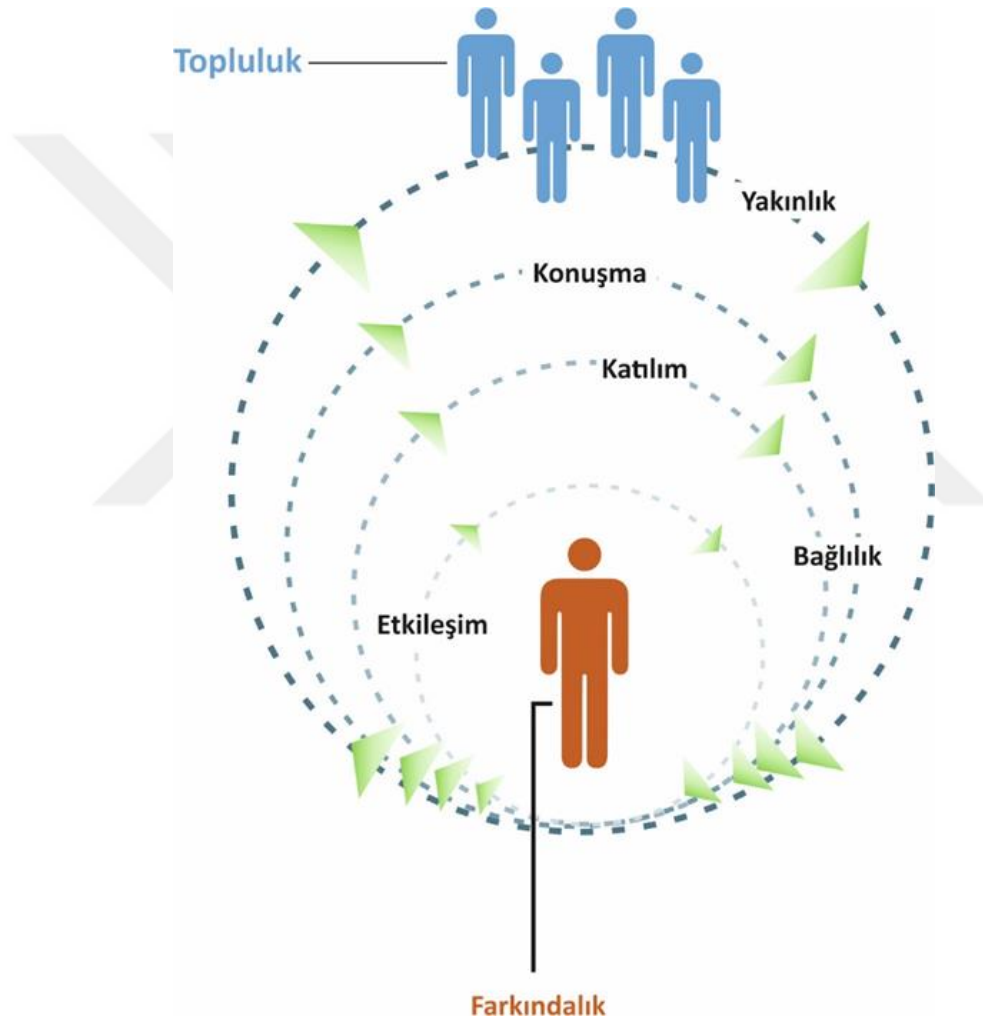 Topluluk
Yakınlık
Konuşma
Katılım
Bağlılık
Etkileşim
Farkındalık